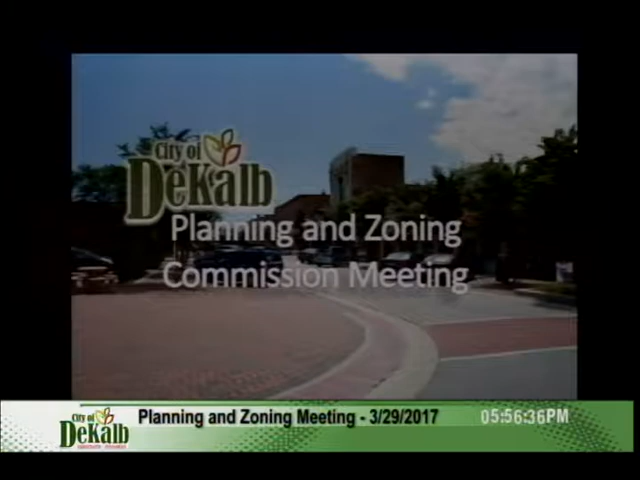 City of
DeKalb
Planning and Zoning
Commission Meeting
City of
DeKalb
Planning and Zoning Meeting - 3/29/2017
05:56:36PM